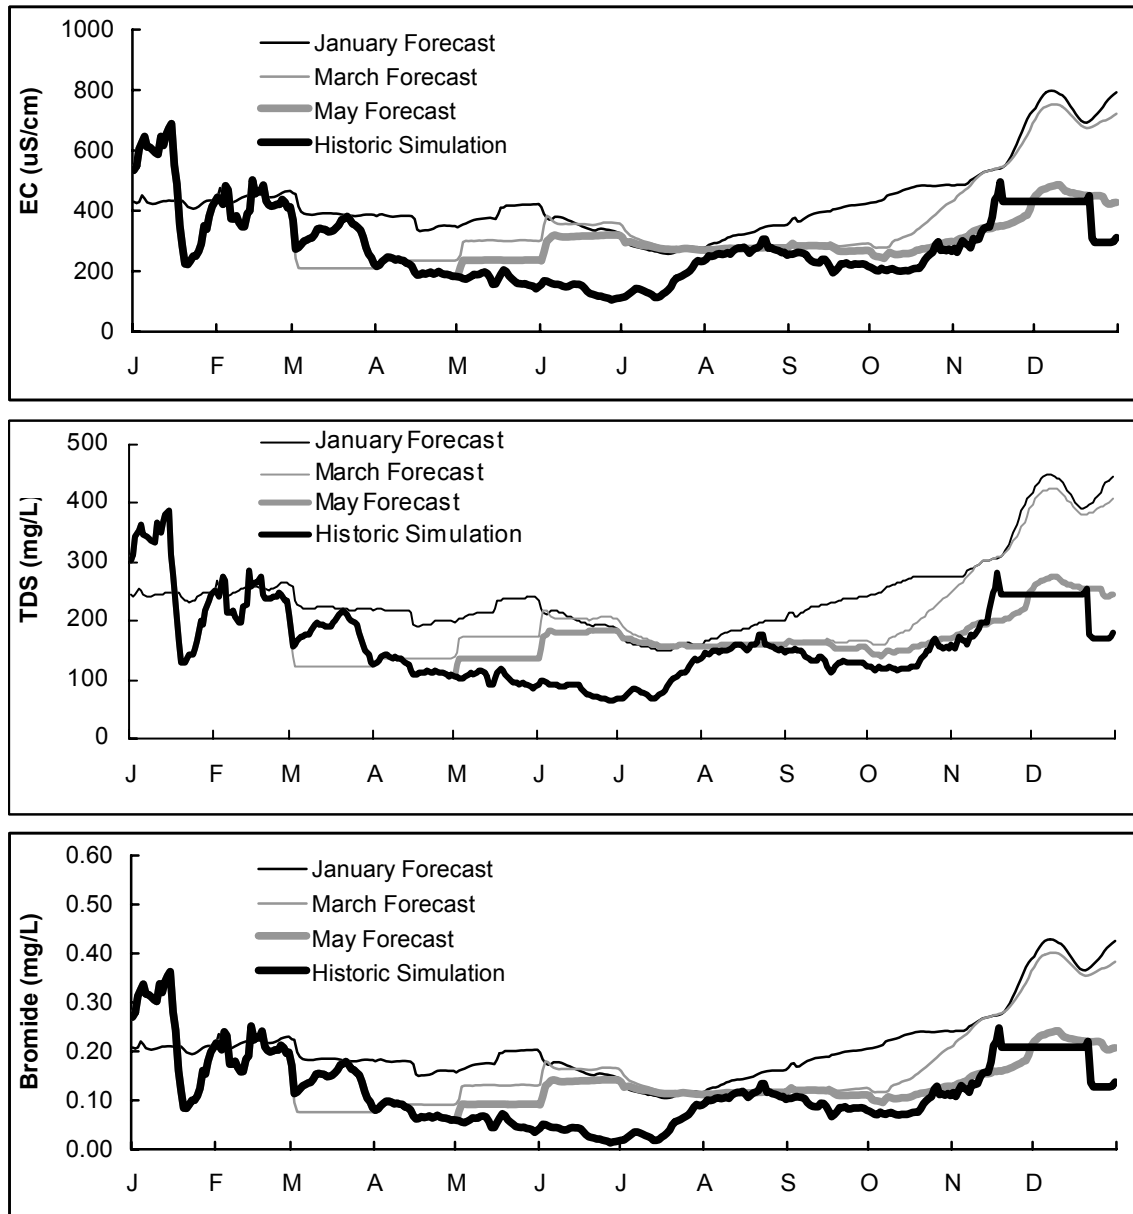 1000
800
600
400
200
0
EC (uS/cm)
January Forecast
March Forecast
May Forecast
Historic Simulation
J F M A M J J A S O N D
500
400
300
200
100
0
TDS (mg/L)
January Forecast
March Forecast
May Forecast
Historic Simulation
J F M A M J J A S O N D
0.60
0.50
0.40
0.30
0.20
0.10
0.00
Bromide (mg/L)
January Forecast
March Forecast
May Forecast
Historic Simulation
J F M A M J J A S O N D